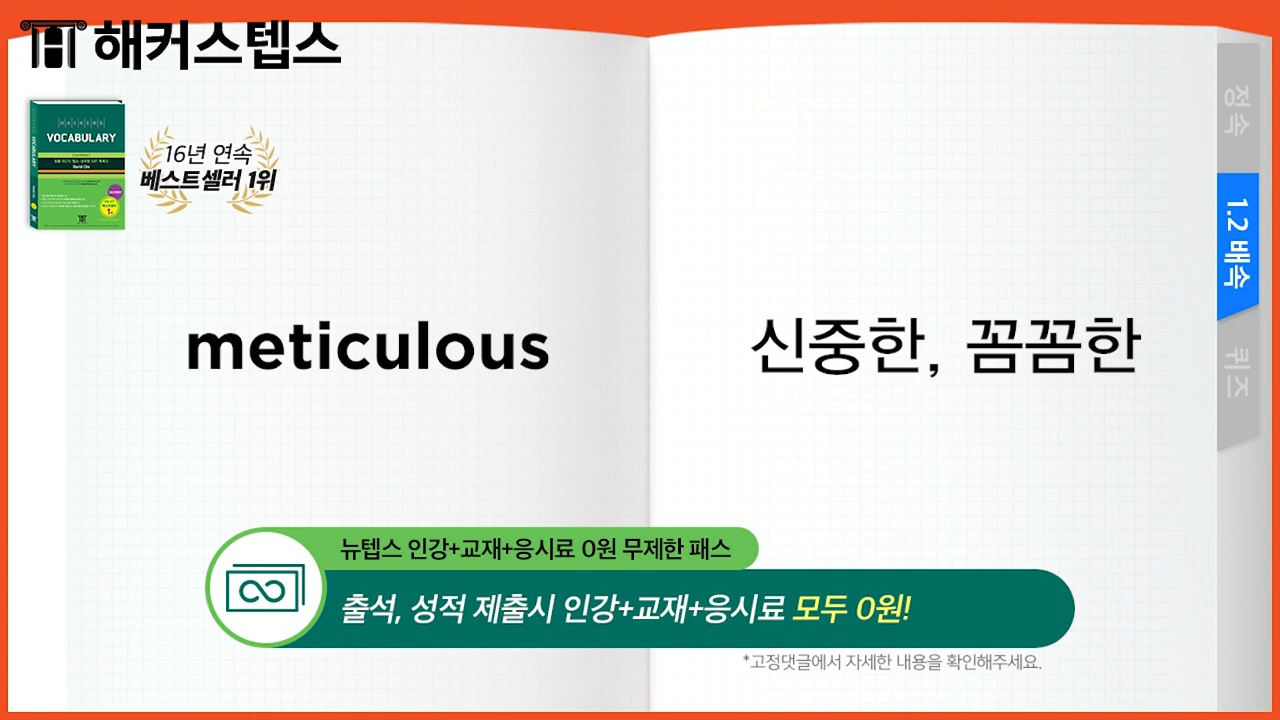 해커스텝스
HACKERS
VOCABULARY
16년 연속
베스트셀러 1위
정속
1.2 배속
퀴즈
meticulous
신중한, 꼼꼼한
뉴텝스 인강+교재+응시료 0원 무제한 패스
출석, 성적 제출시 인강+교재+응시료 모두 0원!
*고정댓글에서 자세한 내용을 확인해주세요.